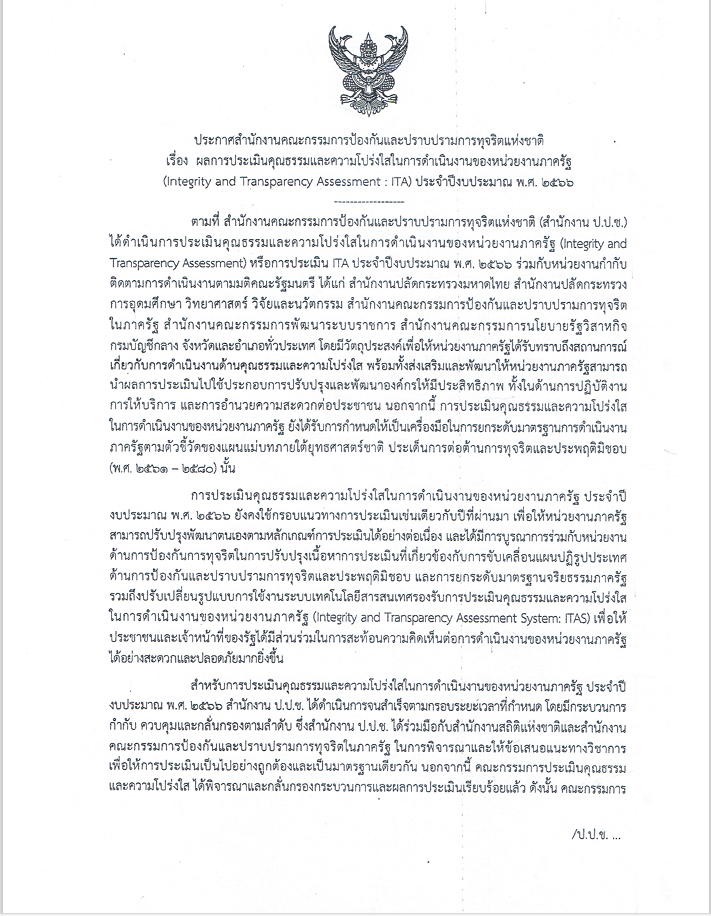 ประกาศสำนักงานคณะกรรมการป้องกันและปราบปรามการทุจริตแห่งชาติ
เรื่อง ผลการประเมินคุณธรรมและความโปร่งใสในการดำเนินงานของหน่วยงานภาครัฐ
(Integrity and Transparency Assessment : ITA) ประจำปีงบประมาณ พ.ศ. ๒๕๖๖
------------------
ตามที่ สำนักงานคณะกรรมการป้องกันและปราบปรามการทุจริตแห่งชาติ (สำนักงาน ป.ป.ช.)
ได้ดำเนินการประเมินคุณธรรมและความโปร่งใสในการดำเนินงานของหน่วยงานภาครัฐ (Integrity and
Transparency Assessment) หรือการประเมิน ITA ประจำปีงบประมาณ พ.ศ. ๒๕๖๖ ร่วมกับหน่วยงานกำกับ
ติดตามการดำเนินงานตามมติคณะรัฐมนตรี ได้แก่ สำนักงานปลัดกระทรวงมหาดไทย สำนักงานปลัดกระทรวง
การอุดมศึกษา วิทยาศาสตร์ วิจัยและนวัตกรรม สำนักงานคณะกรรมการป้องกันและปราบปรามการทุจริต
ในภาครัฐ สำนักงานคณะกรรมการพัฒนาระบบราชการ สำนักงานคณะกรรมการนโยบายรัฐวิสาหกิจ
กรมบัญชีกลาง จังหวัดและอำเภอทั่วประเทศ โดยมีวัตถุประสงค์เพื่อให้หน่วยงานภาครัฐได้รับทราบถึงสถานการณ์
เกี่ยวกับการดำเนินงานด้านคุณธรรมและความโปร่งใส พร้อมทั้งส่งเสริมและพัฒนาให้หน่วยงานภาครัฐสามารถ
นำผลการประเมินไปใช้ประกอบการปรับปรุงและพัฒนาองค์กรให้มีประสิทธิภาพ ทั้งในด้านการปฏิบัติงาน
การให้บริการ และการอำนวยความสะดวกต่อประชาชน นอกจากนี้ การประเมินคุณธรรมและความโปร่งใส
ในการดำเนินงานของหน่วยงานภาครัฐ ยังได้รับการกำหนดให้เป็นเครื่องมือในการยกระดับมาตรฐานการดำเนินงาน
ภาครัฐตามตัวชี้วัดของแผนแม่บทภายใต้ยุทธศาสตร์ชาติ ประเด็นการต่อต้านการทุจริตและประพฤติมิชอบ
(พ.ศ. ๒๕๖๑ – ๒๕๘๐) นั้น
การประเมินคุณธรรมและความโปร่งใสในการดำเนินงานของหน่วยงานภาครัฐ ประจำปี
งบประมาณ พ.ศ. ๒๕๖๖ ยังคงใช้กรอบแนวทางการประเมินเช่นเดียวกับปีที่ผ่านมา เพื่อให้หน่วยงานภาครัฐ
สามารถปรับปรุงพัฒนาตนเองตามหลักเกณฑ์การประเมินได้อย่างต่อเนื่อง และได้มีการบูรณาการร่วมกับหน่วยงาน
ด้านการป้องกันการทุจริตในการปรับปรุงเนื้อหาการประเมินที่เกี่ยวข้องกับการขับเคลื่อนแผนปฏิรูปประเทศ
ด้านการป้องกันและปราบปรามการทุจริตและประพฤติมิชอบ และการยกระดับมาตรฐานจริยธรรมภาครัฐ
รวมถึงปรับเปลี่ยนรูปแบบการใช้งานระบบเทคโนโลยีสารสนเทศรองรับการประเมินคุณธรรมและความโปร่งใส
ในการดำเนินงานของหน่วยงานภาครัฐ (Integrity and Transparency Assessment System: ITAS) เพื่อให้
ประชาชนและเจ้าหน้าที่ของรัฐได้มีส่วนร่วมในการสะท้อนความคิดเห็นต่อการดำเนินงานของหน่วยงานภาครัฐ
ได้อย่างสะดวกและปลอดภัยมากยิ่งขึ้น
สำหรับการประเมินคุณธรรมและความโปร่งใสในการดำเนินงานของหน่วยงานภาครัฐ ประจำปี
งบประมาณ พ.ศ. ๒๕๖๖ สำนักงาน ป.ป.ช. ได้ดำเนินการจนสำเร็จตามกรอบระยะเวลาที่กำหนด โดยมีกระบวนการ
กำกับ ควบคุมและกลั่นกรองตามลำดับ ซึ่งสำนักงาน ป.ป.ช. ได้ร่วมมือกับสำนักงานสถิติแห่งชาติและสำนักงาน
คณะกรรมการป้องกันและปราบปรามการทุจริตในภาครัฐ ในการพิจารณาและให้ข้อเสนอแนะทางวิชาการ
เพื่อให้การประเมินเป็นไปอย่างถูกต้องและเป็นมาตรฐานเดียวกัน นอกจากนี้ คณะกรรมการประเมินคุณธรรม
และความโปร่งใส ได้พิจารณาและกลั่นกรองกระบวนการและผลการประเมินเรียบร้อยแล้ว ดังนั้น คณะกรรมการ
/ป.ป.ช. ...